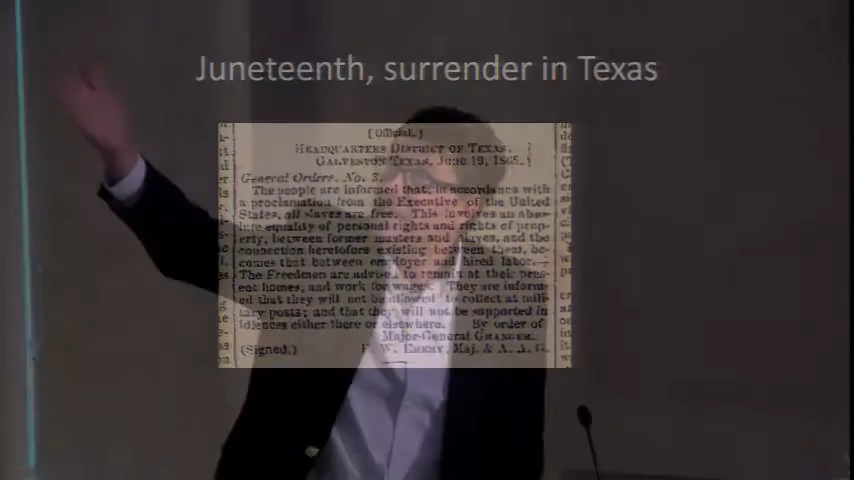 Juneteenth, surrender in Texas
[Official.]
HEADQUARTERS DISTRICT OF TEXAS,
GALVESTON TEXAS, June 19, 1865.
General Orders, No. 3.
The people are informed that, in accordance with
a proclamation from the Executive of the United
States, all slaves are free. This involves an abso-
lute equality of personal rights and rights of prop-
erty, between former masters and slaves, and the
connection heretofore existing between them, be-
comes that between employer and hired labor.—
The Freedmen are advised to remain at their pres-
ent homes, and work for wages. They are inform-
ed that they will not be allowed to collect at mili-
tary posts; and that they will not be supported in
idleness either there or elsewhere. By order of
Major-General GRANGER.
(Signed.) W. EMERY, Maj. & A. A. G.